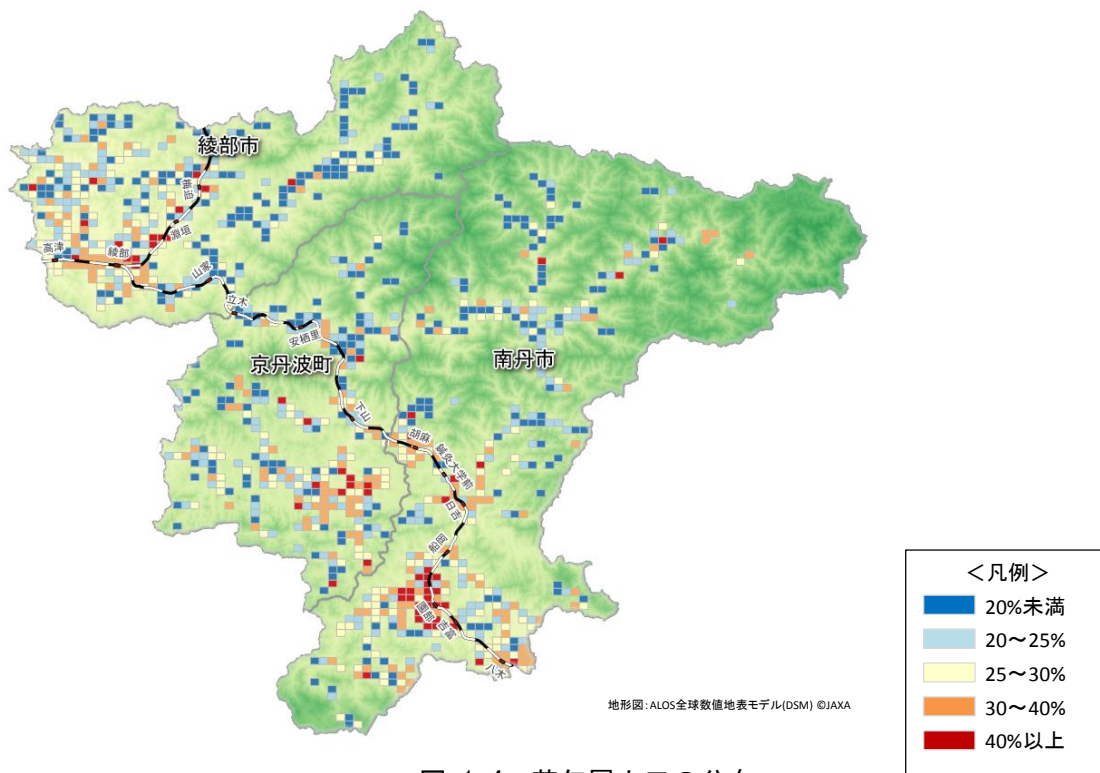 綾部市
梅迫
淵垣
高津
綾部
山家
立木
安栖里
京丹波町
南丹市
下山
胡麻
鍼灸大学前
日吉
船岡
園部
吉富
八木
地形図:ALOS全球数値地表モデル(DSM) ©JAXA
＜凡例＞
20%未満
20～25%
25～30%
30～40%
40%以上